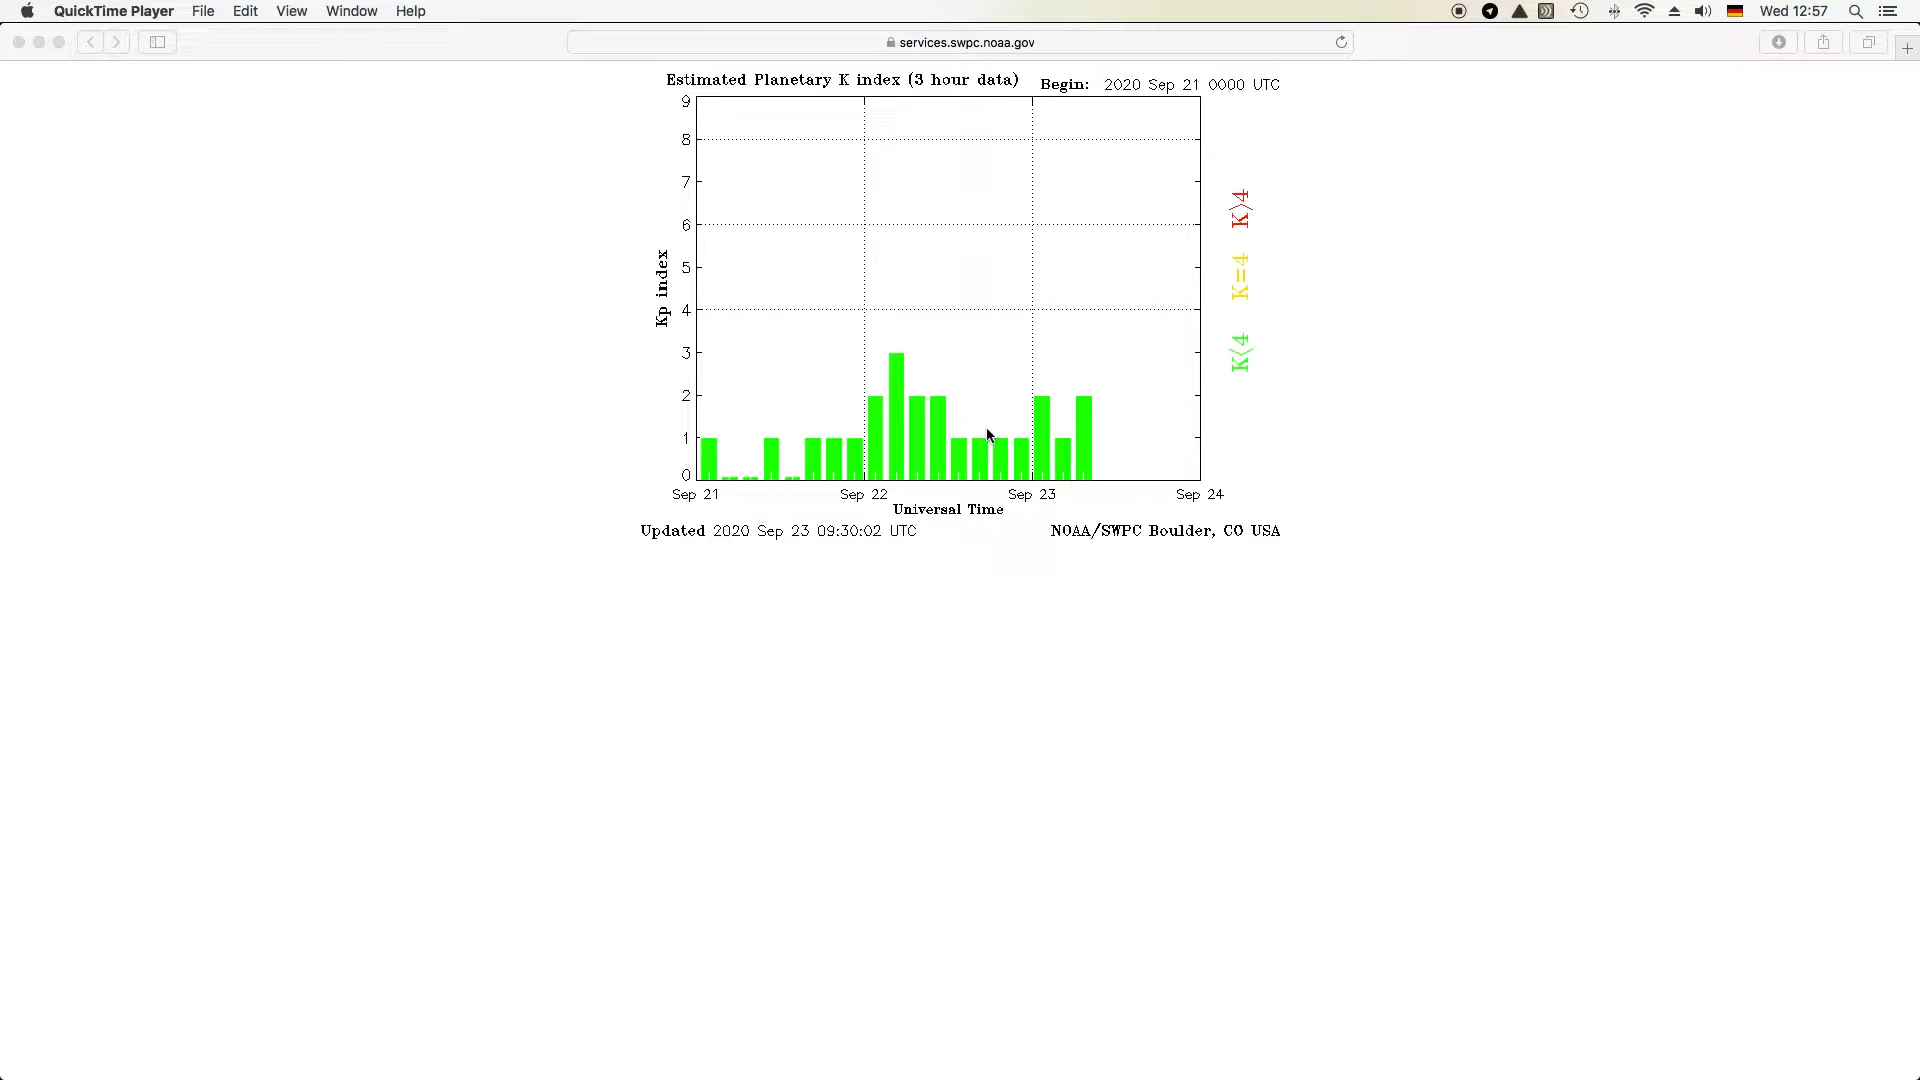 QuickTime Player File Edit View Window Help Wed 12:57
services.swpc.noaa.gov
Estimated Planetary K index (3 hour data) Begin: 2020 Sep 21 0000 UTC
9
8
7
6
5
4
3
2
1
0
Kp index
K>4
K=4
K<4
Sep 21 Sep 22 Sep 23 Sep 24
Universal Time
Updated 2020 Sep 23 09:30:02 UTC NOAA/SWPC Boulder, CO USA